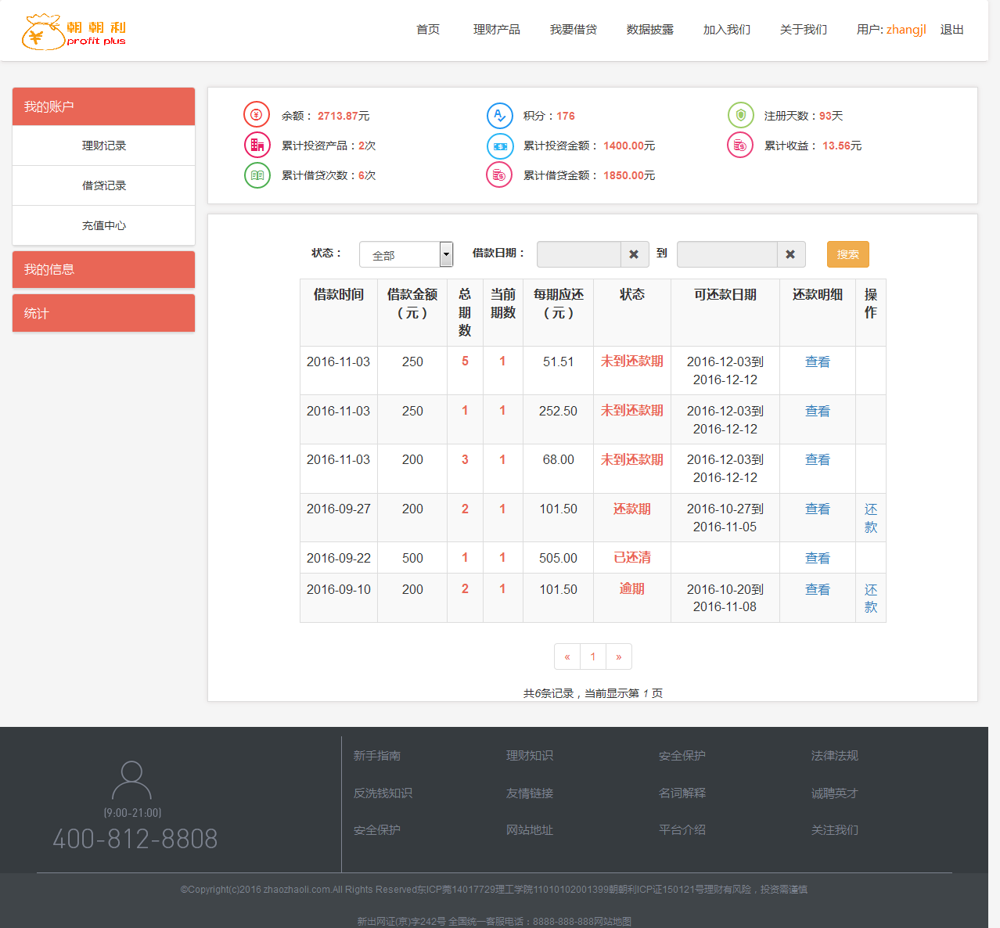 朝朝利
profit plus
首页 理财产品 我要借贷 数据披露 加入我们 关于我们 用户: zhangjl 退出
我的账户
理财记录
借贷记录
充值中心
我的信息
统计
余额： 2713.87元 积分：176 注册天数：93天
累计投资产品：2次 累计投资金额： 1400.00元 累计收益： 13.56元
累计借贷次数：6次 累计借贷金额： 1850.00元
状态： 全部 借款日期： 到 搜索
借款时间 借款金额（元） 总期数 当前期数 每期应还（元） 状态 可还款日期 还款明细 操作
2016-11-03 250 5 1 51.51 未到还款期 2016-12-03到2016-12-12 查看
2016-11-03 250 1 1 252.50 未到还款期 2016-12-03到2016-12-12 查看
2016-11-03 200 3 1 68.00 未到还款期 2016-12-03到2016-12-12 查看
2016-09-27 200 2 1 101.50 还款期 2016-10-27到2016-11-05 查看 还款
2016-09-22 500 1 1 505.00 已还清 查看
2016-09-10 200 2 1 101.50 逾期 2016-10-20到2016-11-08 查看 还款
« 1 »
共6条记录，当前显示第 1 页
(9:00-21:00)
400-812-8808
新手指南 理财知识 安全保护 法律法规
反洗钱知识 友情链接 名词解释 诚聘英才
安全保护 网站地址 平台介绍 关注我们
©Copyright(c)2016 zhaozhaoli.com.All Rights Reserved东ICP莞14017729理工学院11010102001399朝朝利ICP证150121号理财有风险，投资需谨慎
新出网证(京)字242号 全国统一客服电话：8888-888-888网站地图